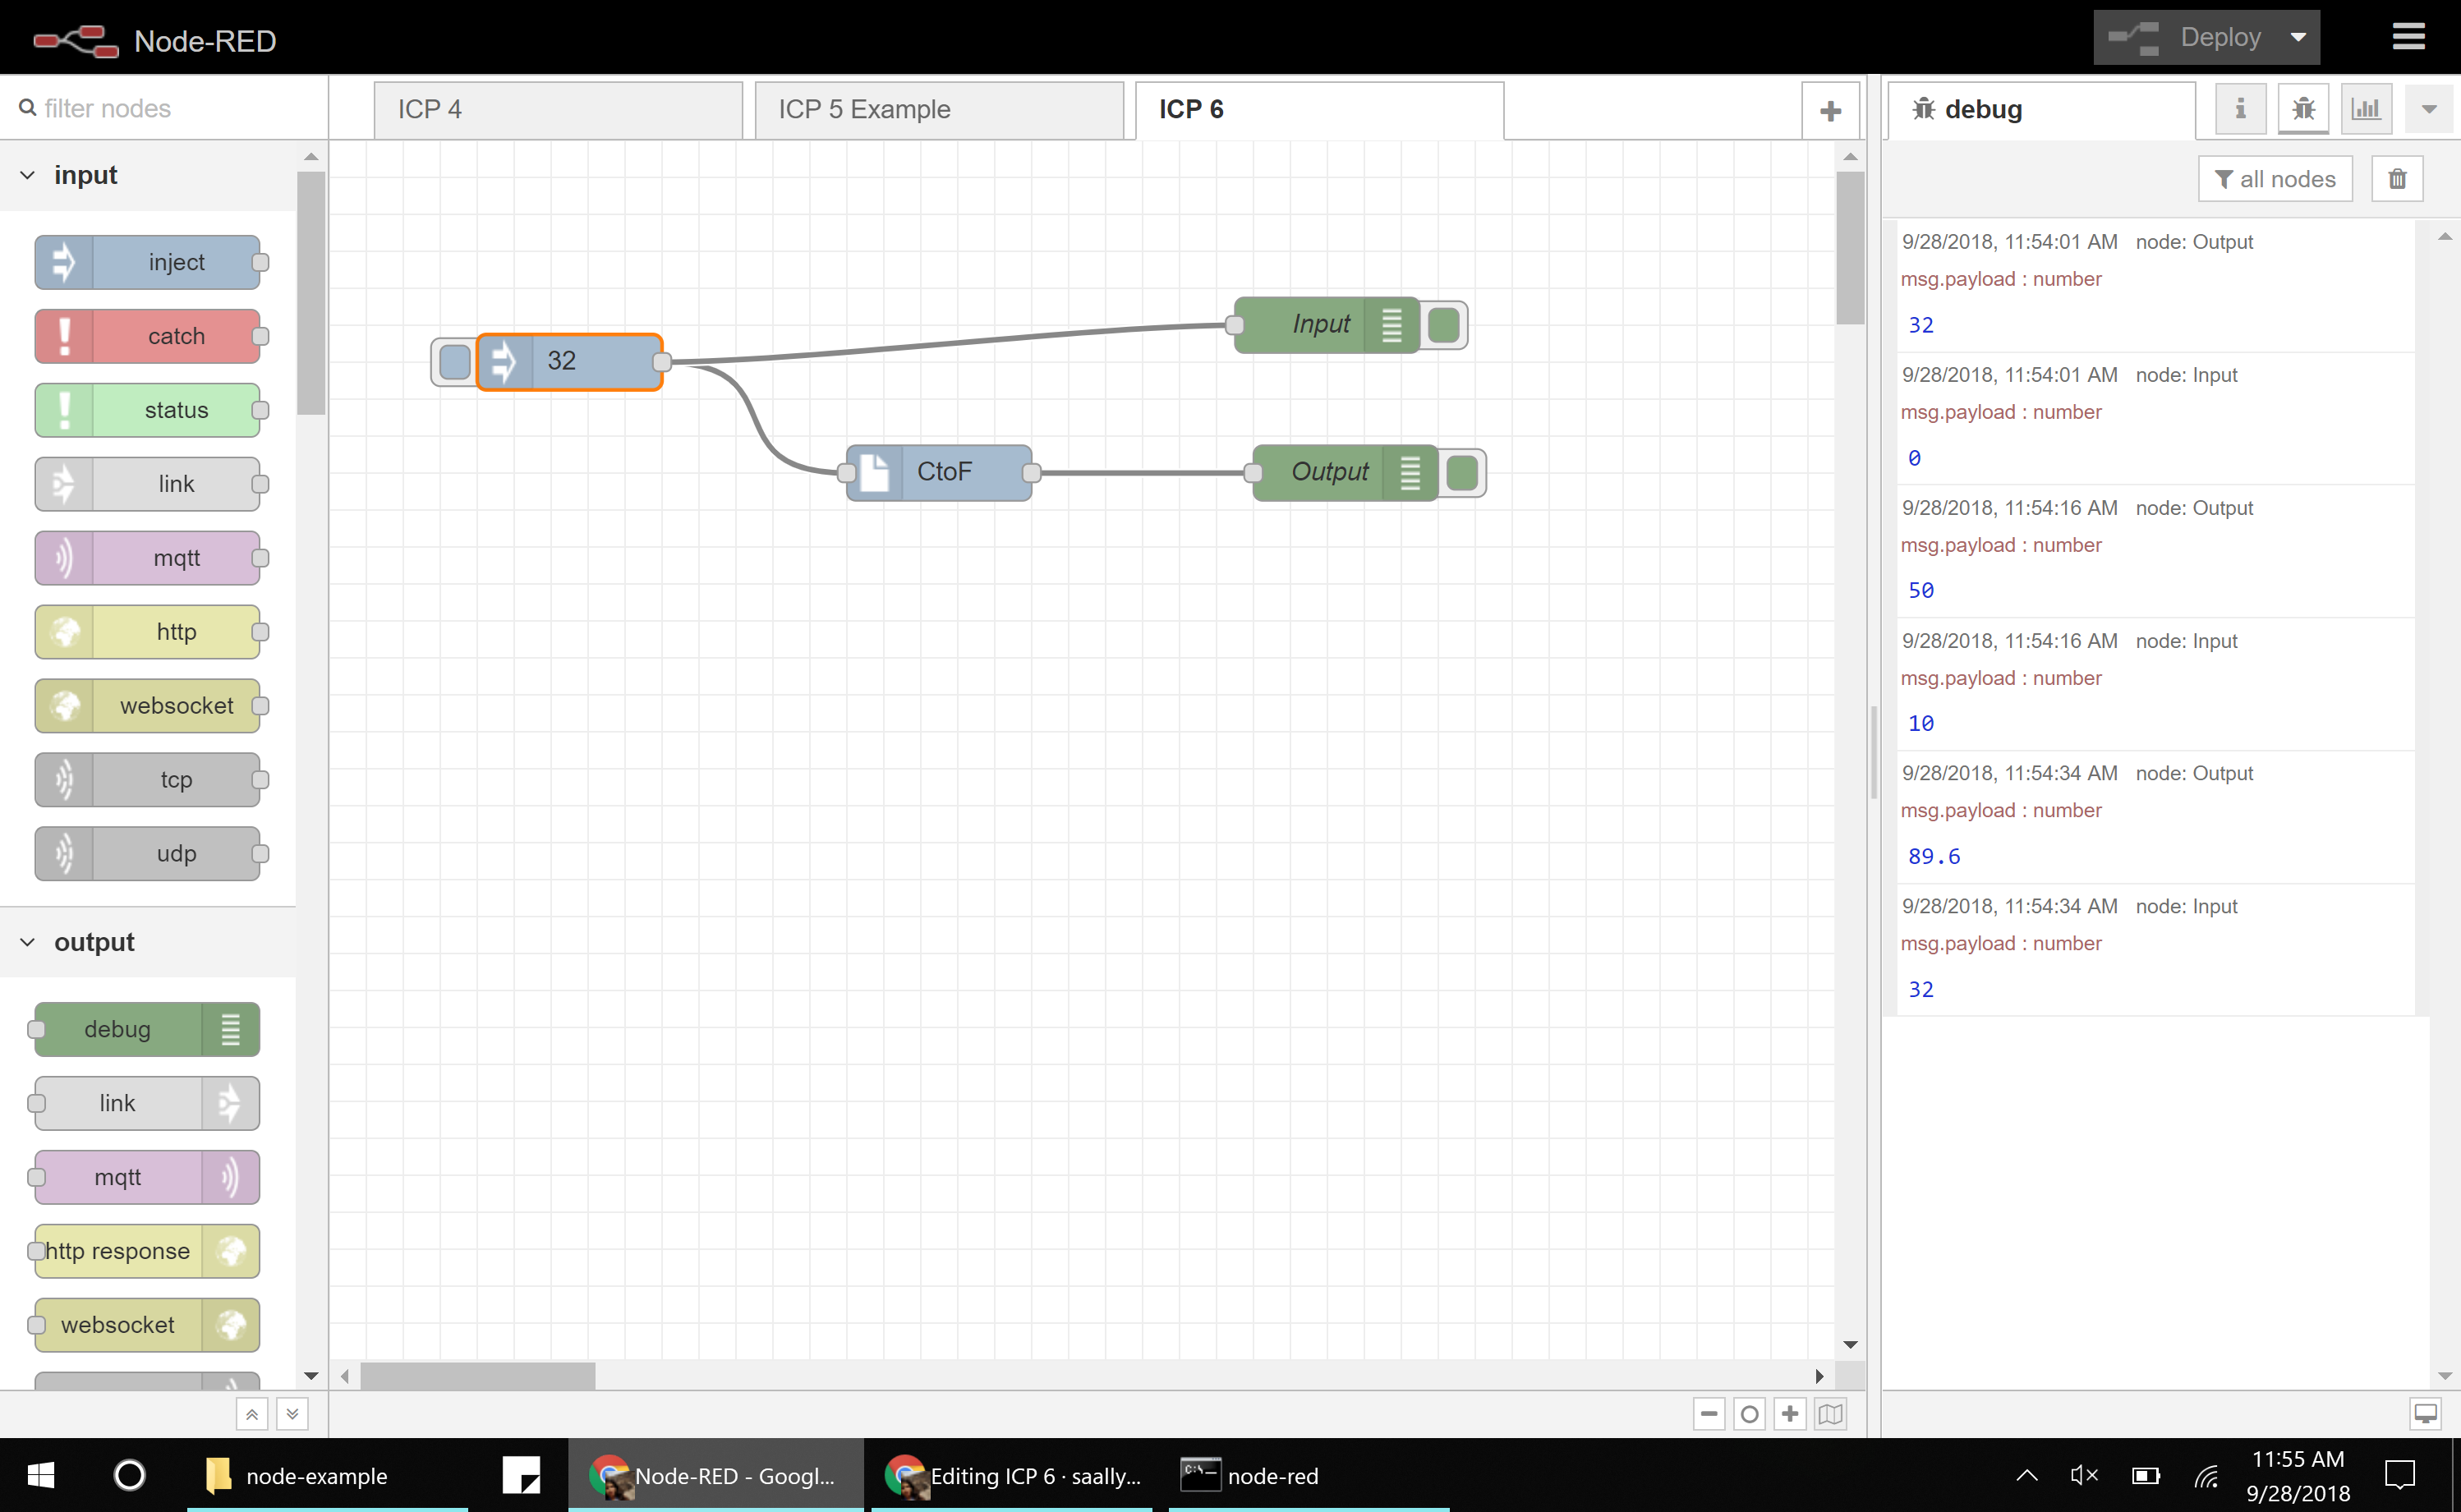 Node-RED
Deploy
filter nodes
ICP 4
ICP 5 Example
ICP 6
debug
input
inject
catch
status
link
mqtt
http
websocket
tcp
udp
output
debug
link
mqtt
http response
websocket
32
Input
CtoF
Output
all nodes
9/28/2018, 11:54:01 AM node: Output
msg.payload : number
32
9/28/2018, 11:54:01 AM node: Input
msg.payload : number
0
9/28/2018, 11:54:16 AM node: Output
msg.payload : number
50
9/28/2018, 11:54:16 AM node: Input
msg.payload : number
10
9/28/2018, 11:54:34 AM node: Output
msg.payload : number
89.6
9/28/2018, 11:54:34 AM node: Input
msg.payload : number
32
node-example
Node-RED - Googl...
Editing ICP 6 · saally...
node-red
11:55 AM
9/28/2018